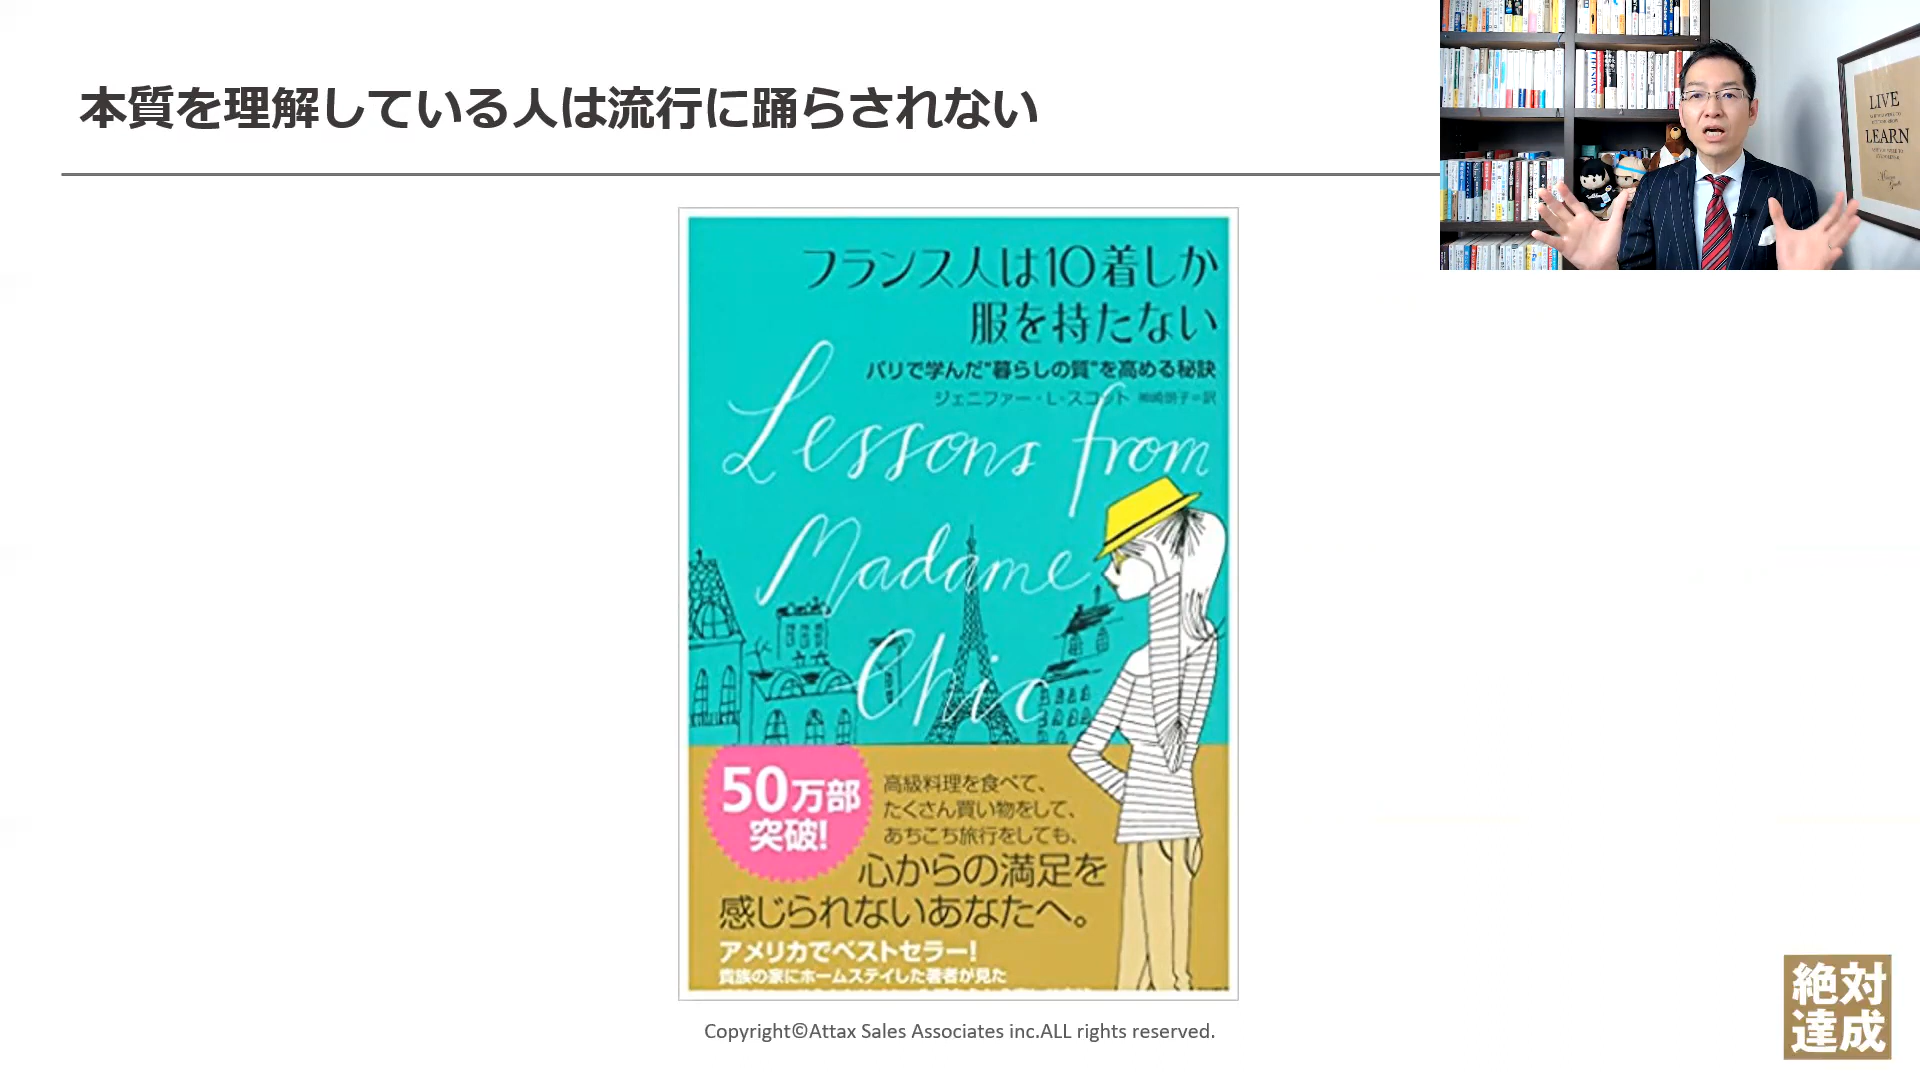 本質を理解している人は流行に踊らされない
LIVE
LEARN
フランス人は10着しか
服を持たない
パリで学んだ“暮らしの質”を高める秘訣
ジェニファー・L・スコット 神崎朗子=訳
Lessons from
Madame
Chic
50万部
突破!
高級料理を食べて、
たくさん買い物をして、
あちこち旅行をしても、
心からの満足を
感じられないあなたへ。
アメリカでベストセラー!
貴族の家にホームステイした著者が見た
Copyright©Attax Sales Associates inc.ALL rights reserved.
絶対
達成